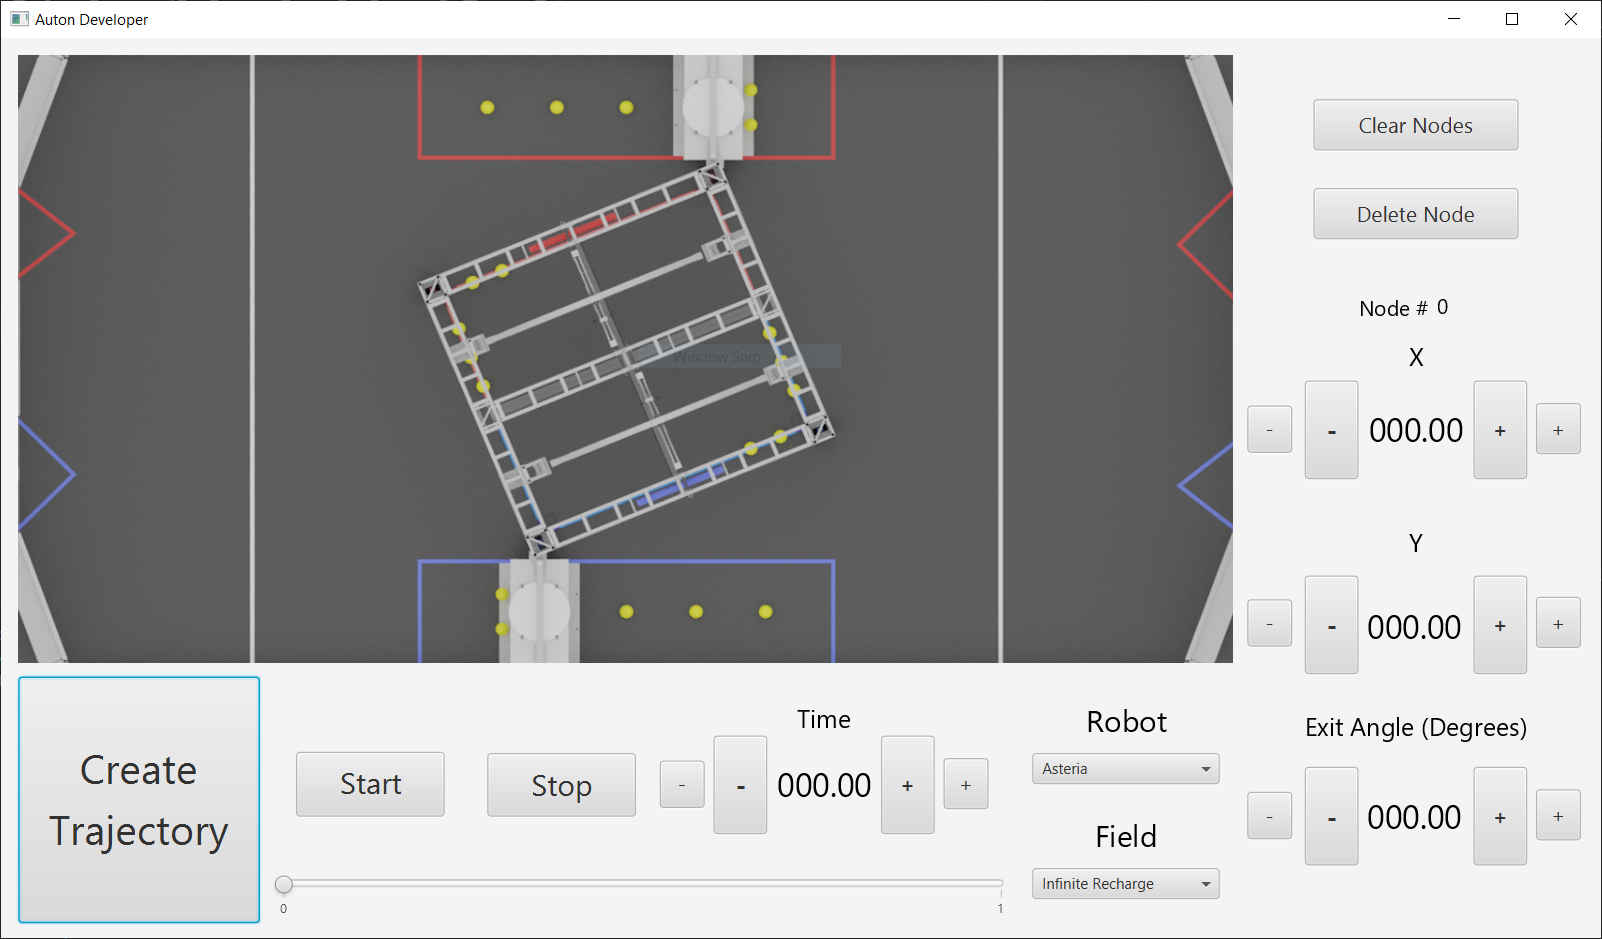 Auton Developer
Clear Nodes
Delete Node
Node # 0
Window Snip
X
- - 000.00 + +
Y
- - 000.00 + +
Exit Angle (Degrees)
- - 000.00 + +
Create
Trajectory
Start
Stop
Time
- - 000.00 + +
0
1
Robot
Asteria
Field
Infinite Recharge